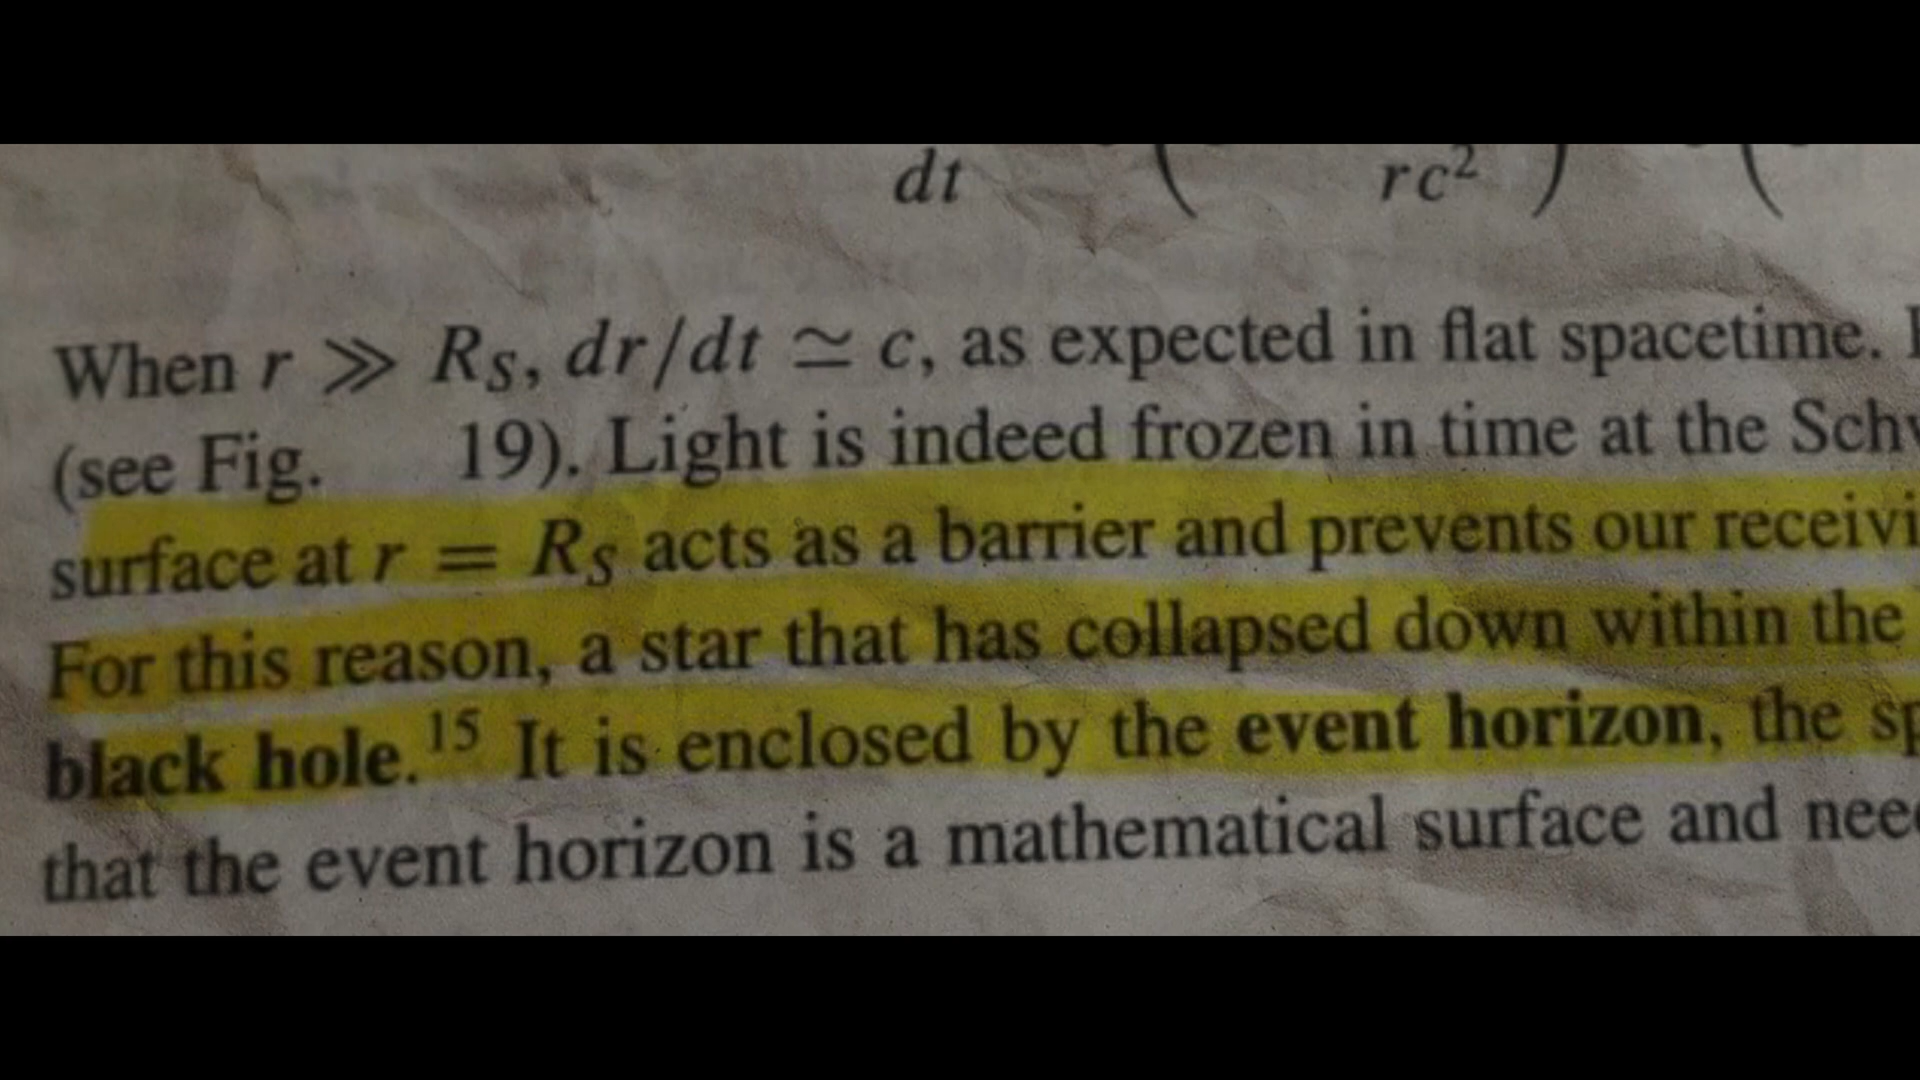 dt rc²
When r ≫ R_S, dr/dt ≃ c, as expected in flat spacetime.
(see Fig. 19). Light is indeed frozen in time at the
surface at r = R_S acts as a barrier and prevents our
For this reason, a star that has collapsed down within the
black hole.¹⁵ It is enclosed by the event horizon, the
that the event horizon is a mathematical surface and